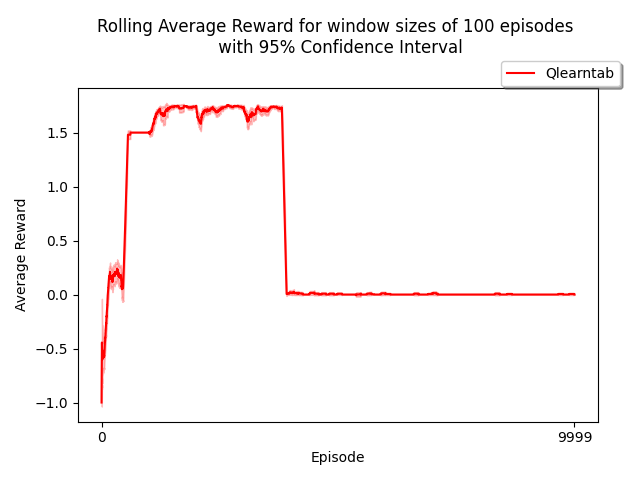 Rolling Average Reward for window sizes of 100 episodes
with 95% Confidence Interval
Qlearntab
Average Reward
1.5
1.0
0.5
0.0
−0.5
−1.0
0
9999
Episode